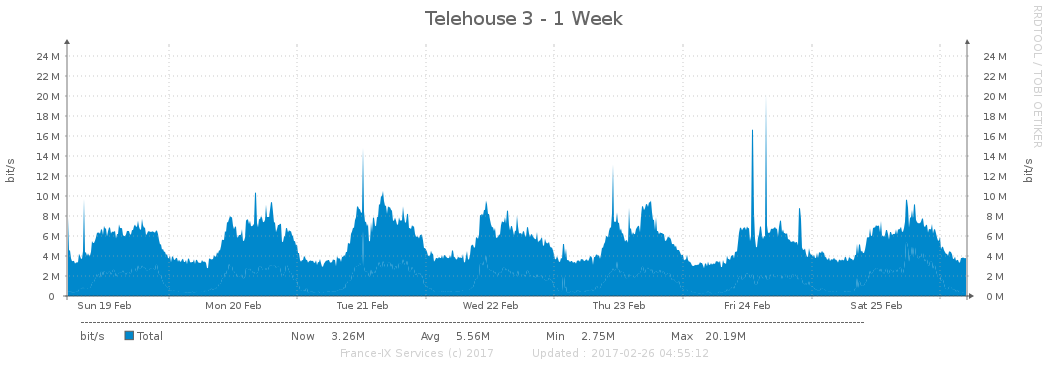 Telehouse 3 - 1 Week
RRDTOOL / TOBI OETIKER
bit/s
24 M 24 M
22 M 22 M
20 M 20 M
18 M 18 M
16 M 16 M
14 M 14 M
12 M 12 M
10 M 10 M
8 M 8 M
6 M 6 M
4 M 4 M
2 M 2 M
0 0 M
bit/s
Sun 19 Feb Mon 20 Feb Tue 21 Feb Wed 22 Feb Thu 23 Feb Fri 24 Feb Sat 25 Feb
bit/s Total Now 3.26M Avg 5.56M Min 2.75M Max 20.19M
France-IX Services (c) 2017 Updated : 2017-02-26 04:55:12